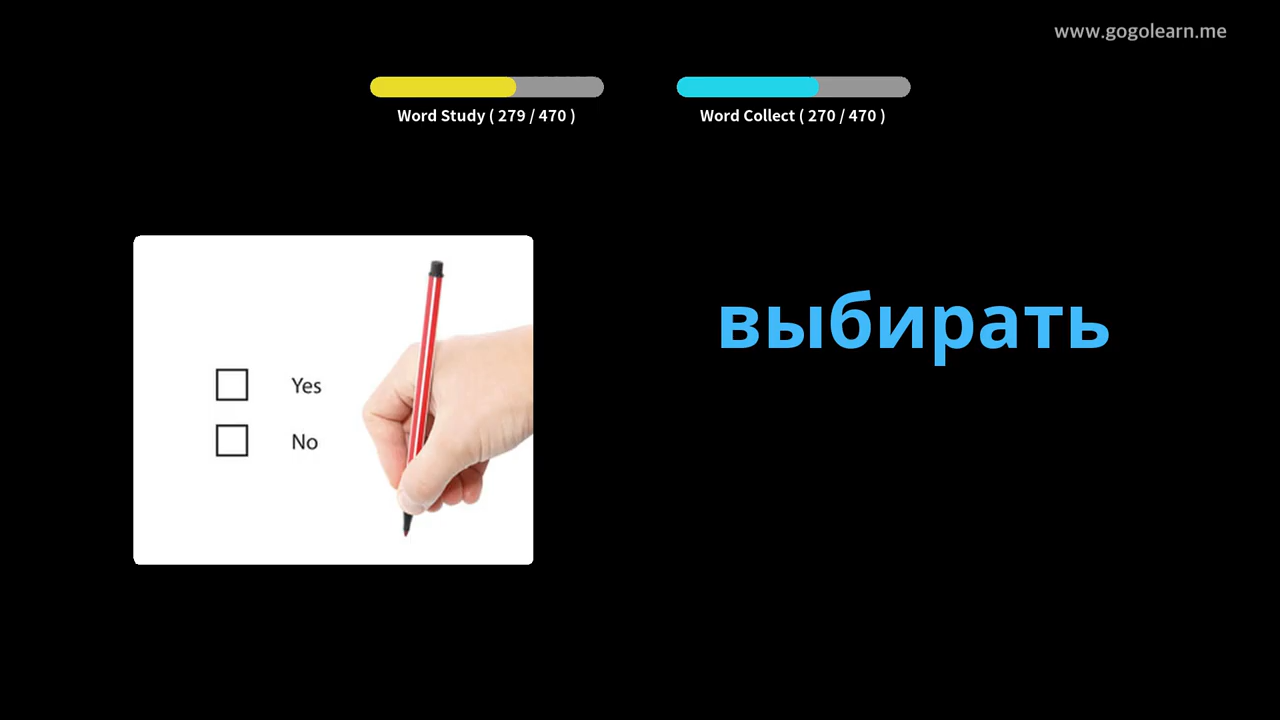 www.gogolearn.me
Word Study ( 279 / 470 )
Word Collect ( 270 / 470 )
выбирать
Yes
No